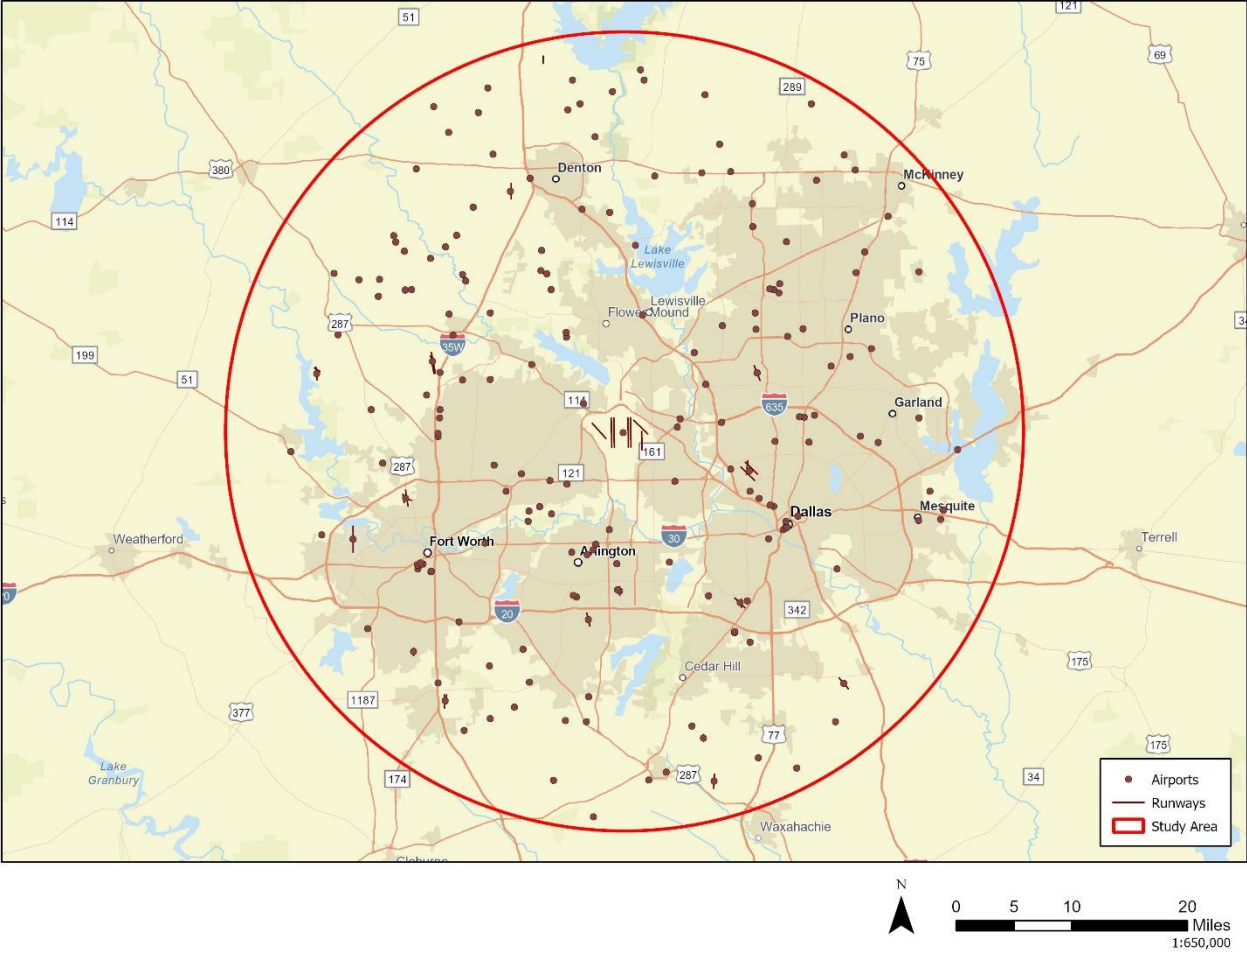 51
121
69
75
289
380
Denton
McKinney
114
Lake
Lewisville
Lewisville
Flower Mound
287
Plano
35W
199
51
114
635
Garland
161
287
121
Dallas
Mesquite
Weatherford
Fort Worth
30
Arlington
Terrell
20
20
342
Cedar Hill
175
1187
377
77
175
Lake
Granbury
174
287
34
Waxahachie
Cleburne
Airports
Runways
Study Area
N
0 5 10 20
Miles
1:650,000